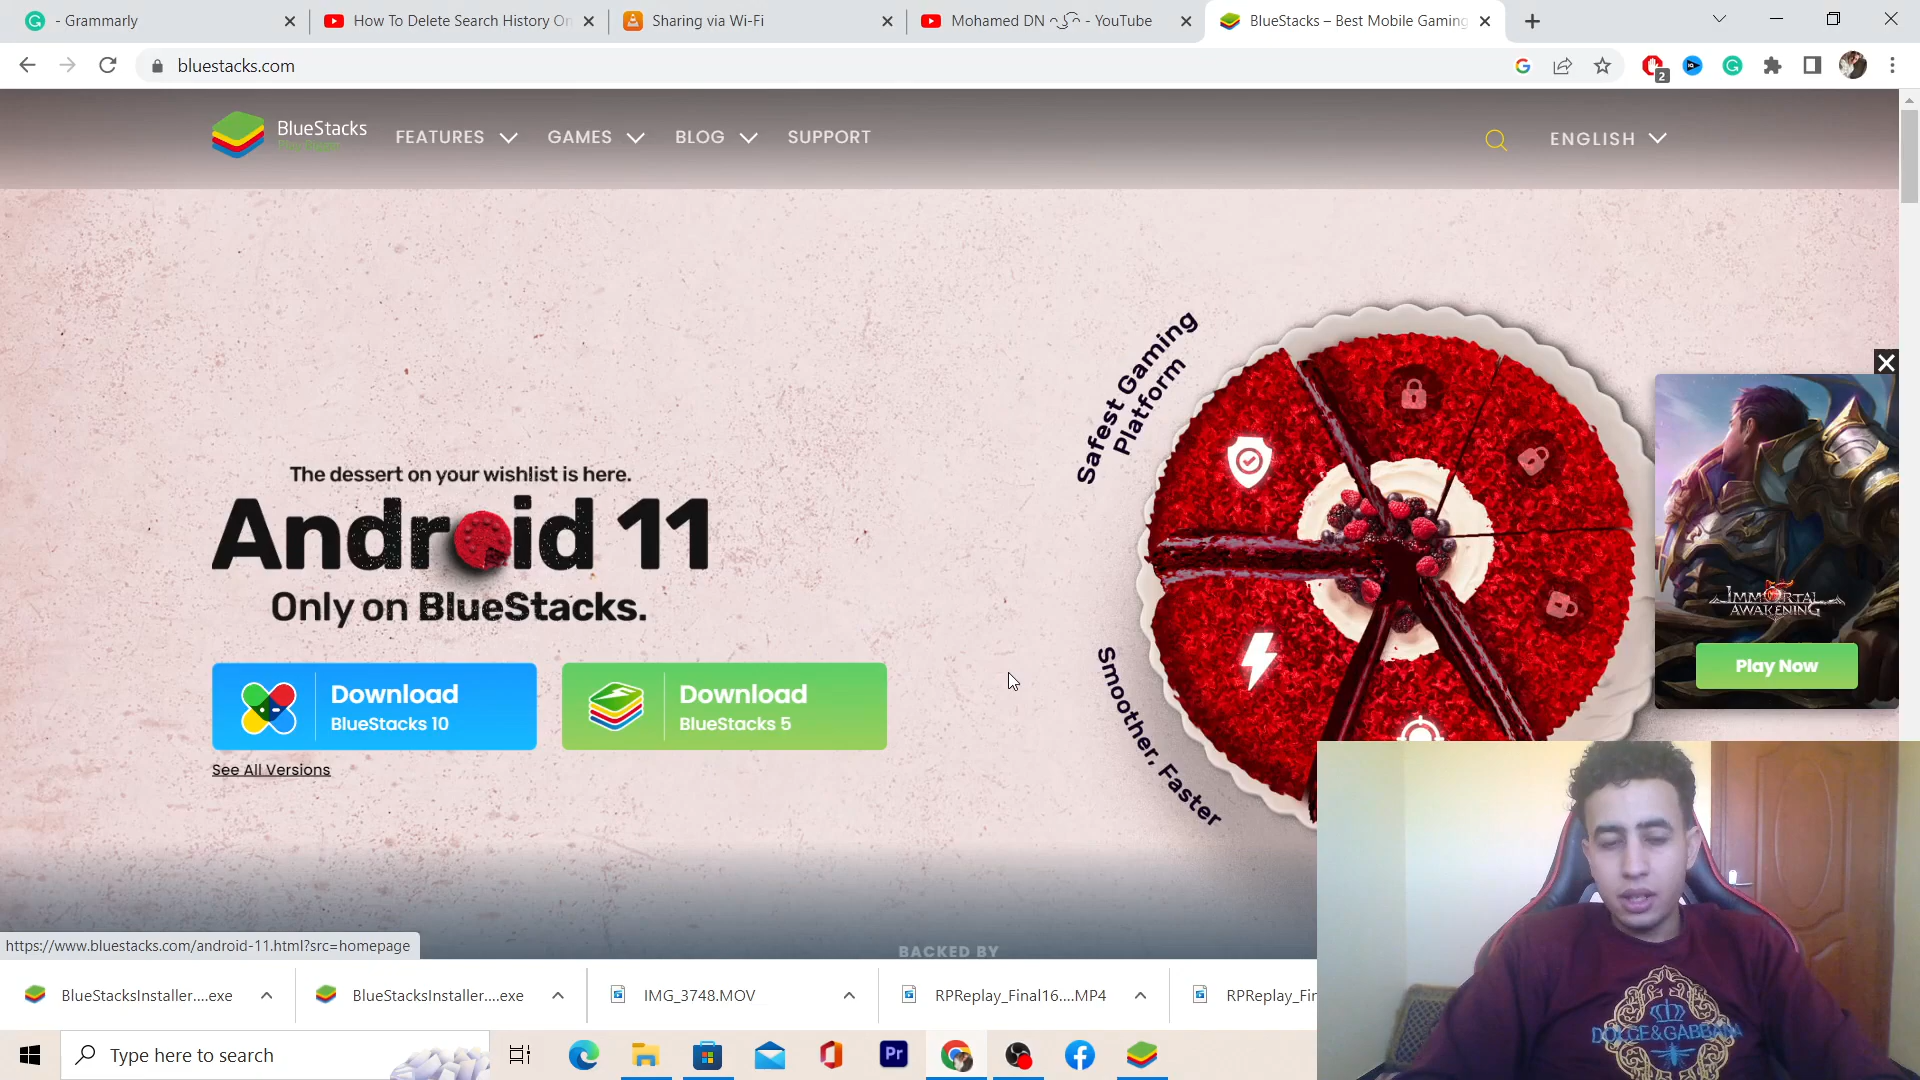 - Grammarly
How To Delete Search History On
Sharing via Wi-Fi
Mohamed DN - YouTube
BlueStacks – Best Mobile Gaming
bluestacks.com
2
BlueStacks
FEATURES
GAMES
BLOG
SUPPORT
ENGLISH
Safest Gaming
Platform
The dessert on your wishlist is here.
Android 11
Only on BlueStacks.
IMMORTAL
AWAKENING
Play Now
Download
BlueStacks 10
Download
BlueStacks 5
See All Versions
Smoother, Faster
https://www.bluestacks.com/android-11.html?src=homepage
BACKED BY
BlueStacksInstaller....exe
BlueStacksInstaller....exe
IMG_3748.MOV
RPReplay_Final16....MP4
RPReplay_Fin
DOLCE&GABBANA
Type here to search
Pr